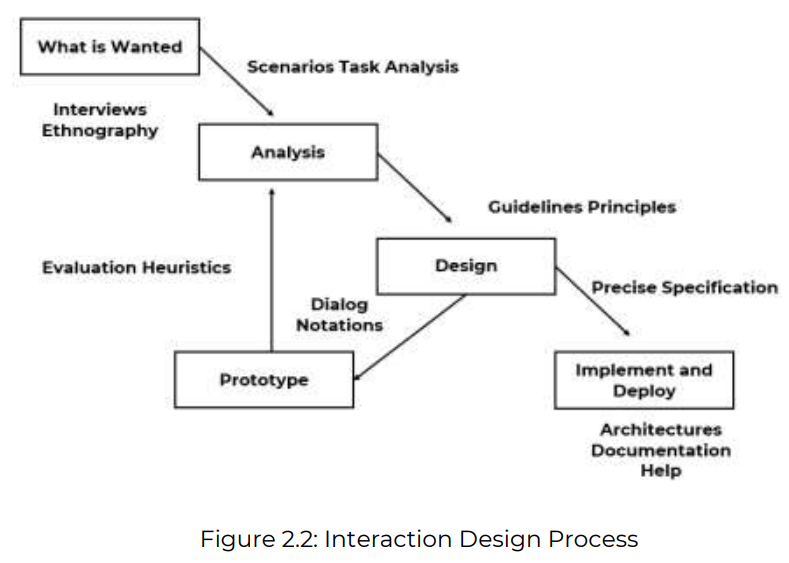 What is Wanted
Scenarios Task Analysis
Interviews
Ethnography
Analysis
Guidelines Principles
Evaluation Heuristics
Design
Precise Specification
Dialog
Notations
Prototype
Implement and
Deploy
Architectures
Documentation
Help
Figure 2.2: Interaction Design Process